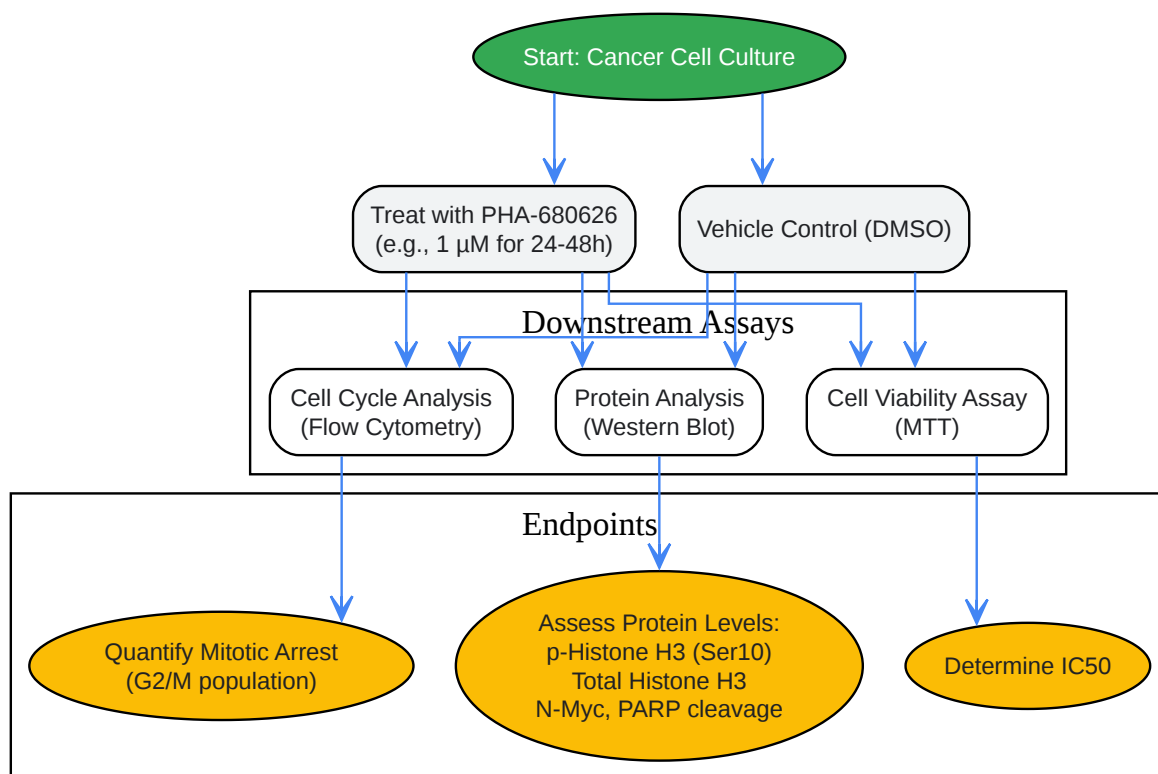 Start: Cancer Cell Culture
Treat with PHA-680626
(e.g., 1 µM for 24-48h)
Vehicle Control (DMSO)
Downstream Assays
Cell Cycle Analysis
(Flow Cytometry)
Protein Analysis
(Western Blot)
Cell Viability Assay
(MTT)
Endpoints
Quantify Mitotic Arrest
(G2/M population)
Assess Protein Levels:
p-Histone H3 (Ser10)
Total Histone H3
N-Myc, PARP cleavage
Determine IC50